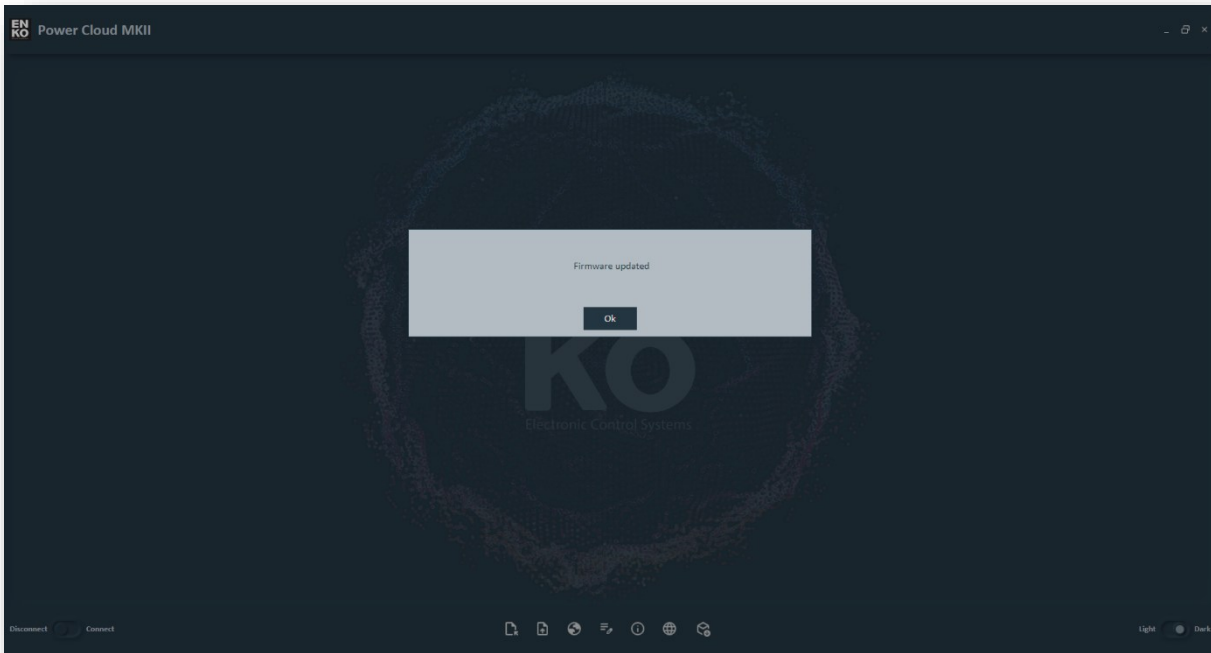 EN
KO
Power Cloud MKII
Firmware updated
Ok
KO
Electronic Control Systems
Disconnect
Connect
Light
Dark